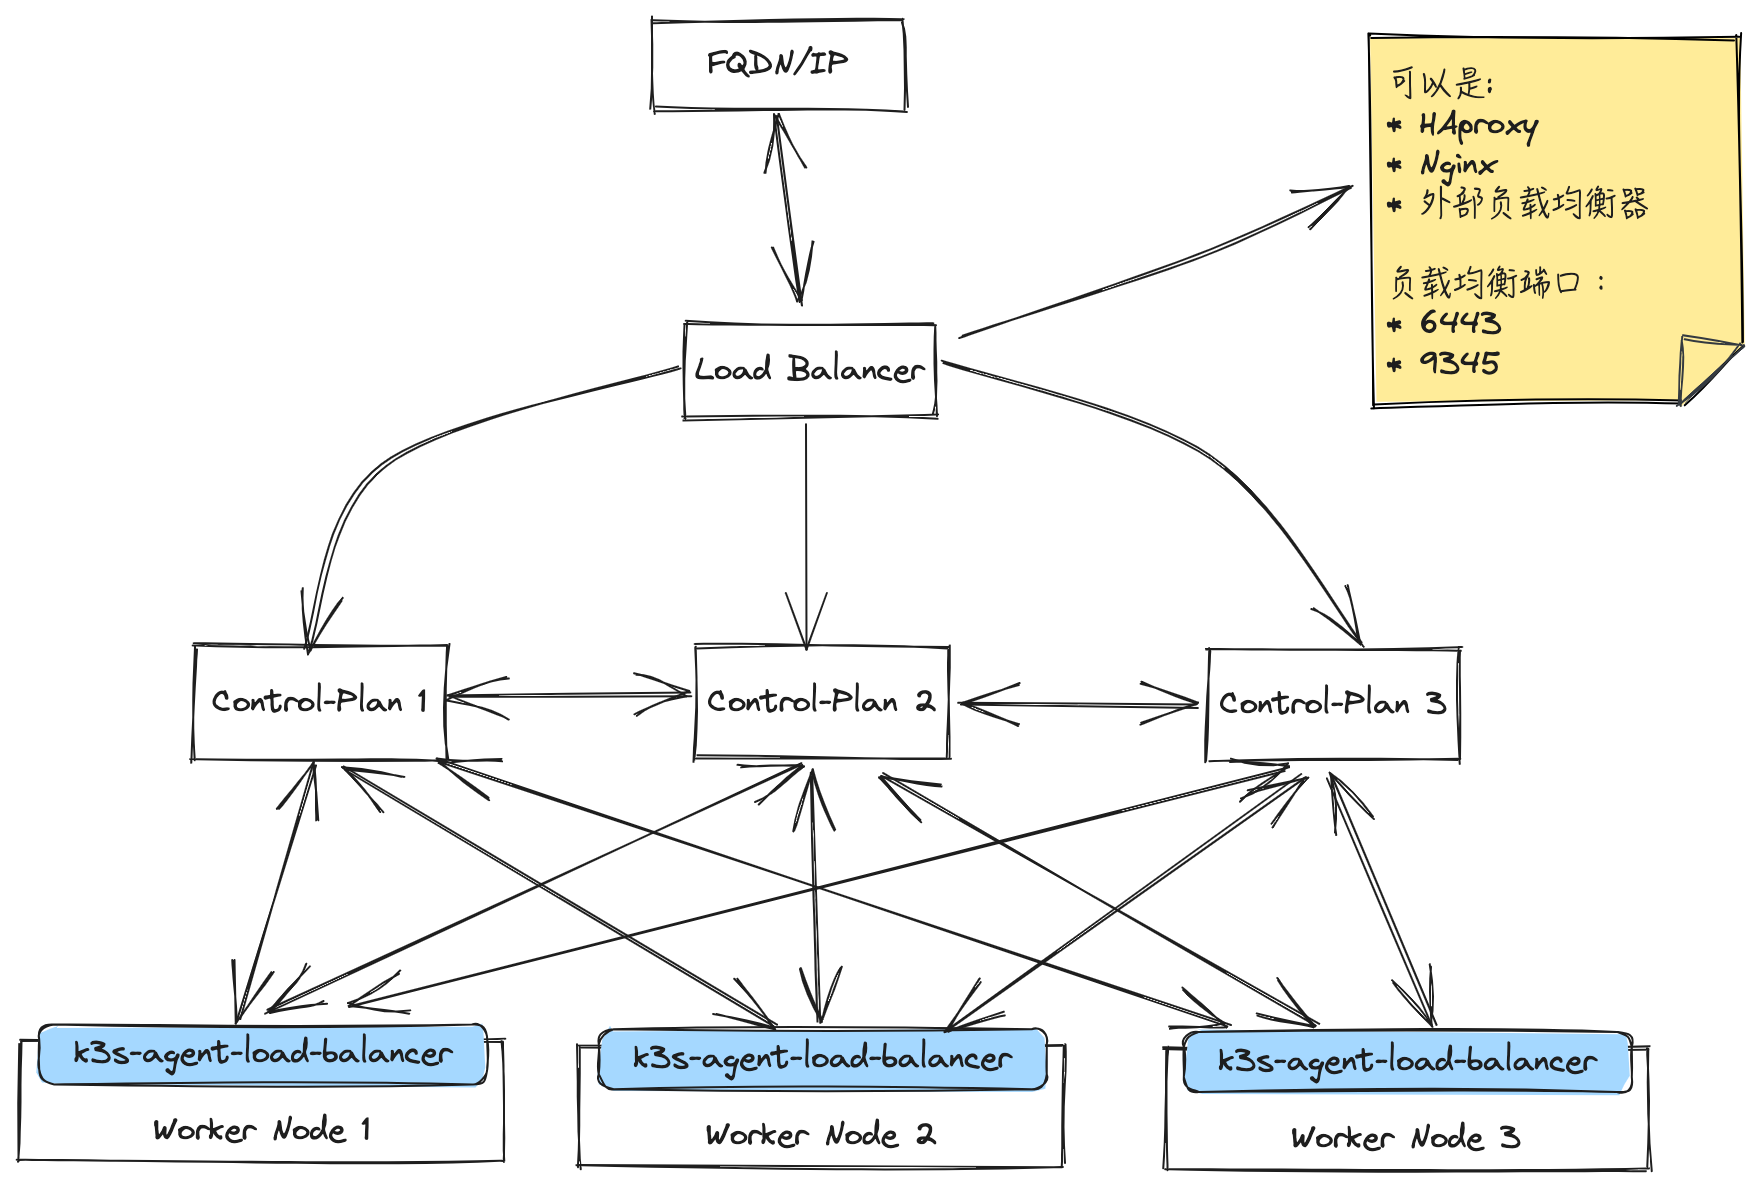 FQDN/IP
可以是:
* HAproxy
* Nginx
* 外部负载均衡器
负载均衡端口：
* 6443
* 9345
Load Balancer
Control-Plan 1
Control-Plan 2
Control-Plan 3
k3s-agent-load-balancer
Worker Node 1
k3s-agent-load-balancer
Worker Node 2
k3s-agent-load-balancer
Worker Node 3